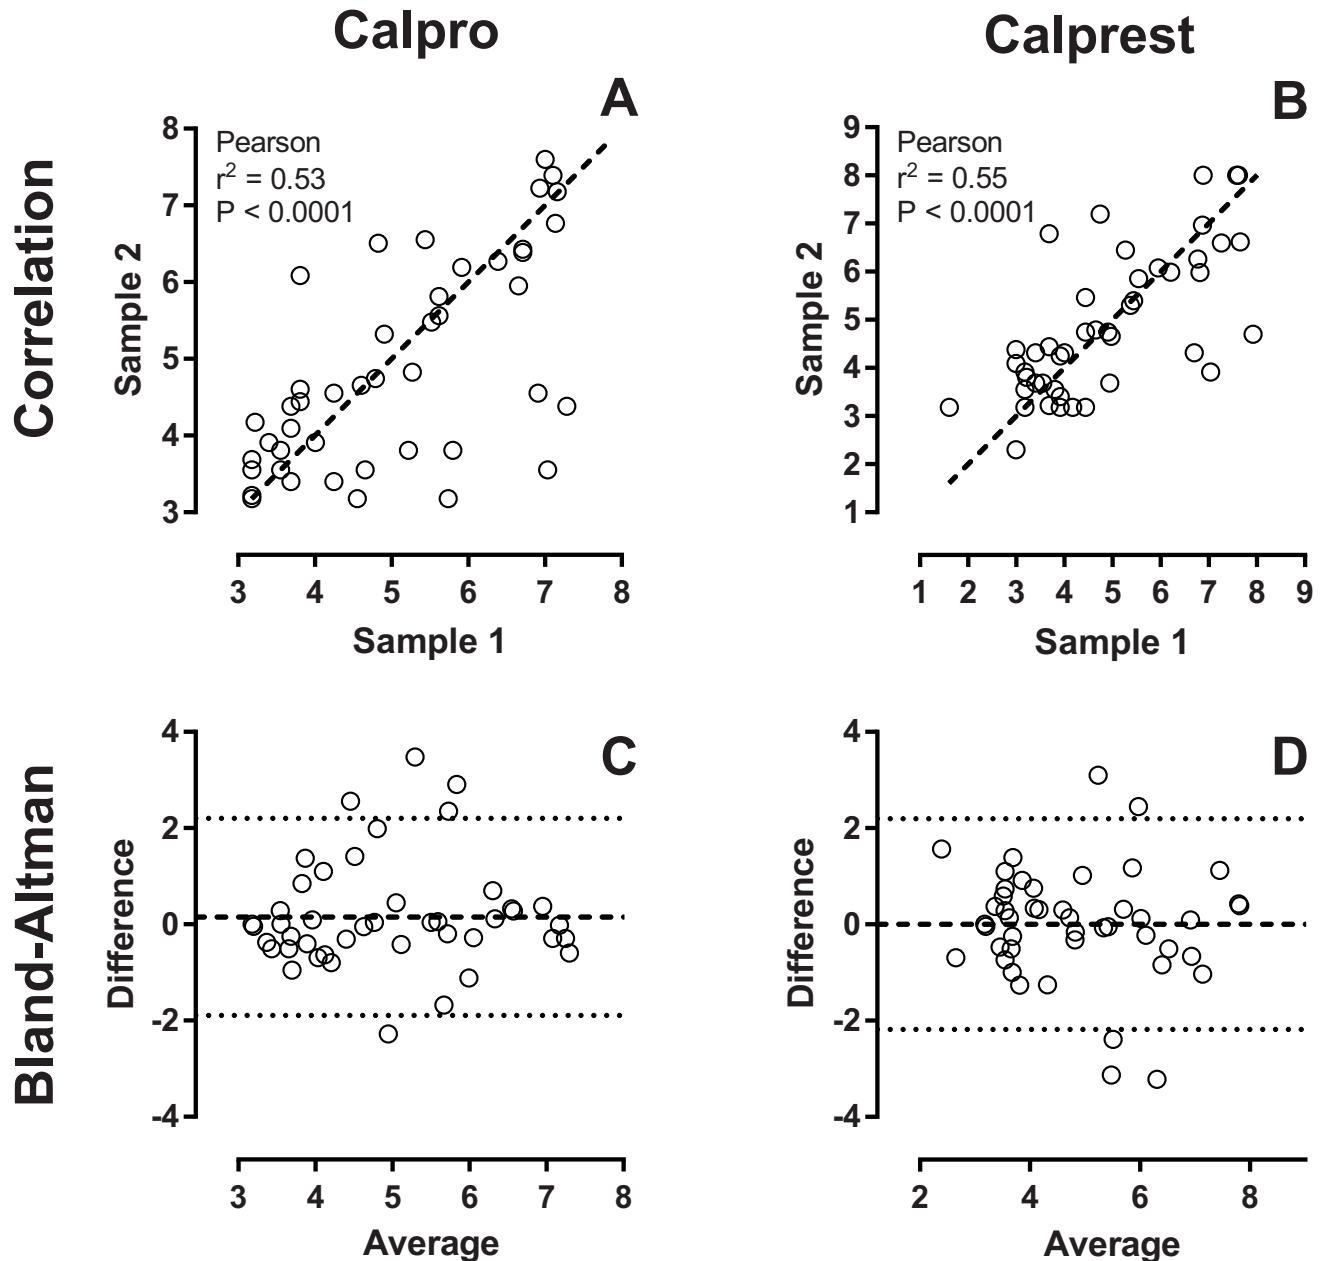 Calpro
Calprest
Correlation
A
Pearson
r² = 0.53
P < 0.0001
8
7
6
5
4
3
Sample 2
3 4 5 6 7 8
Sample 1
B
Pearson
r² = 0.55
P < 0.0001
9
8
7
6
5
4
3
2
1
Sample 2
1 2 3 4 5 6 7 8 9
Sample 1
Bland-Altman
C
4
2
0
-2
-4
Difference
3 4 5 6 7 8
Average
D
4
2
0
-2
-4
Difference
2 4 6 8
Average